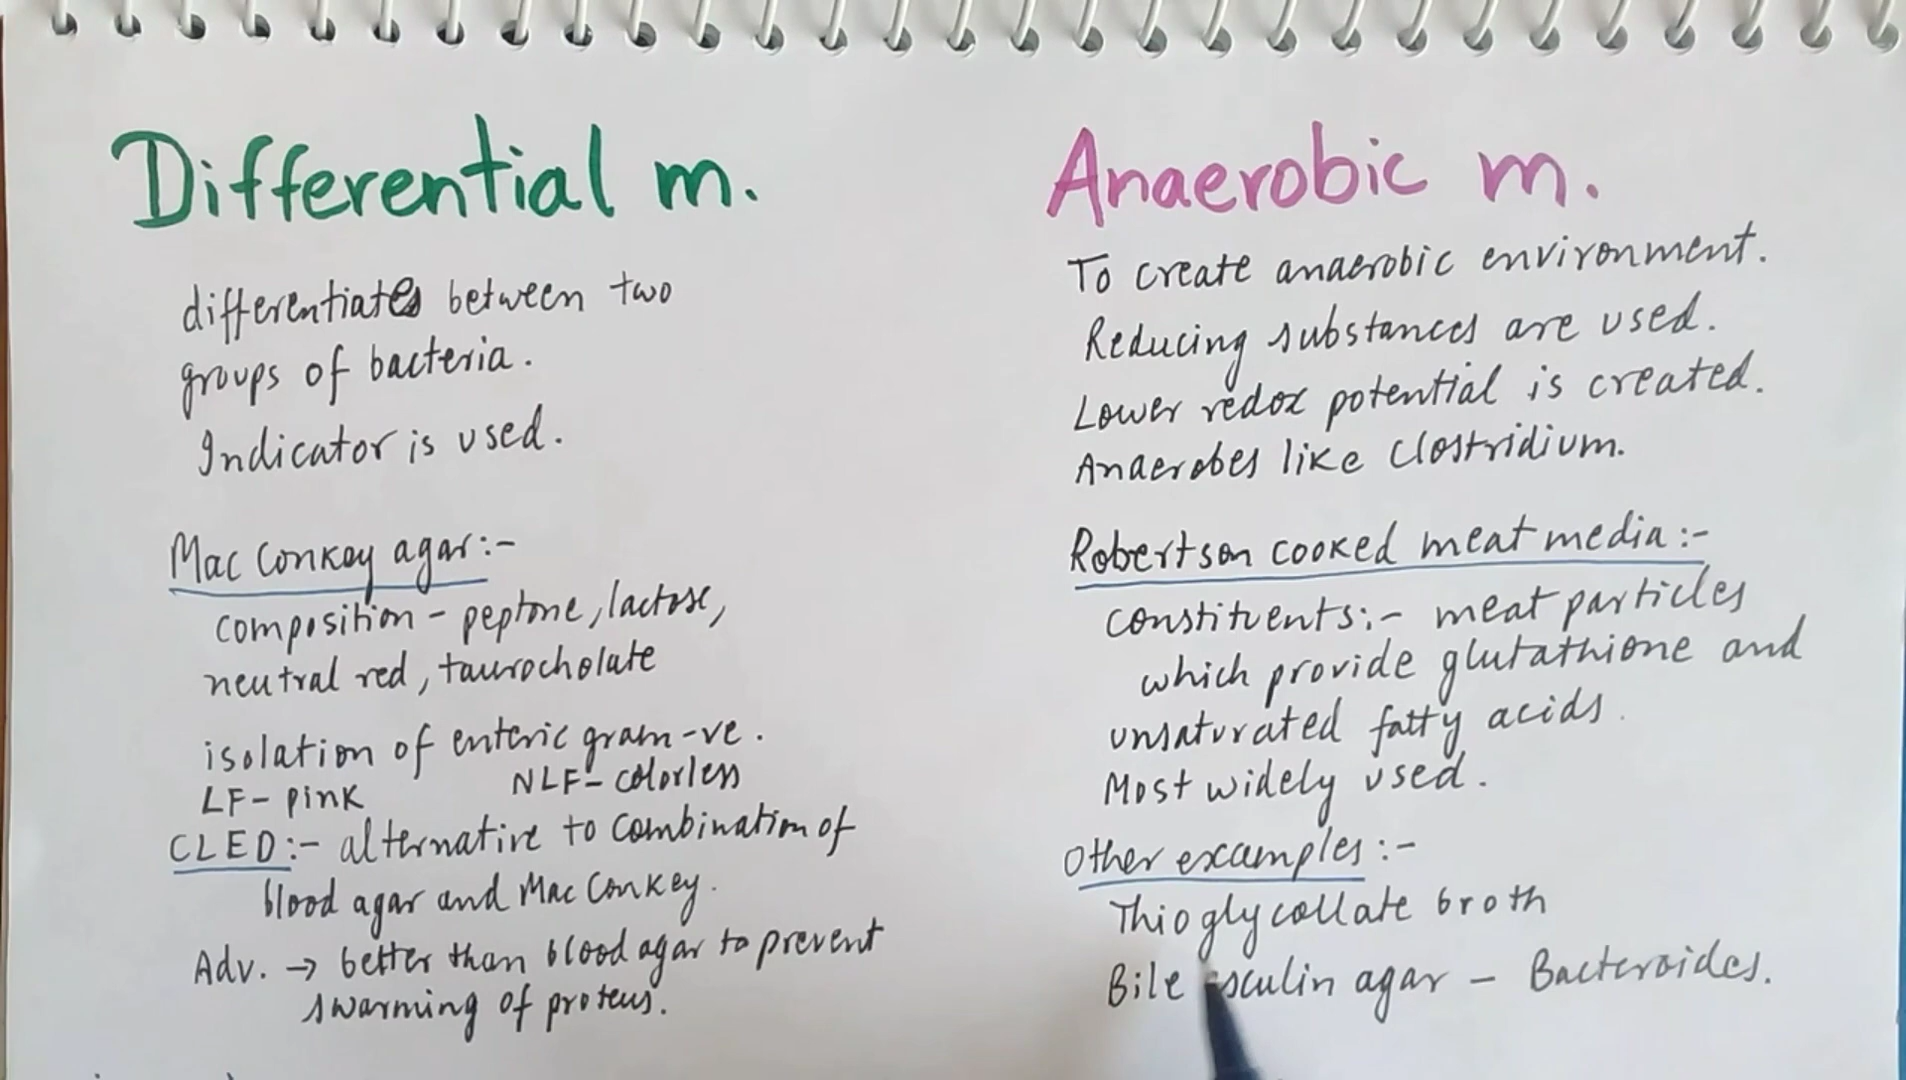 Differential m.
differentiates between two
groups of bacteria.
Indicator is used.
Mac Conkey agar:-
composition - peptone, lactose,
neutral red, taurocholate
isolation of enteric gram -ve.
LF - pink NLF - colorless
CLED:- alternative to combination of
blood agar and Mac Conkey.
Adv. → better than blood agar to prevent
swarming of proteus.
Anaerobic m.
To create anaerobic environment.
Reducing substances are used.
Lower redox potential is created.
Anaerobes like Clostridium.
Robertson cooked meat media:-
constituents:- meat particles
which provide glutathione and
unsaturated fatty acids.
Most widely used.
Other examples:-
Thioglycollate broth
Bile esculin agar - Bacteroides.